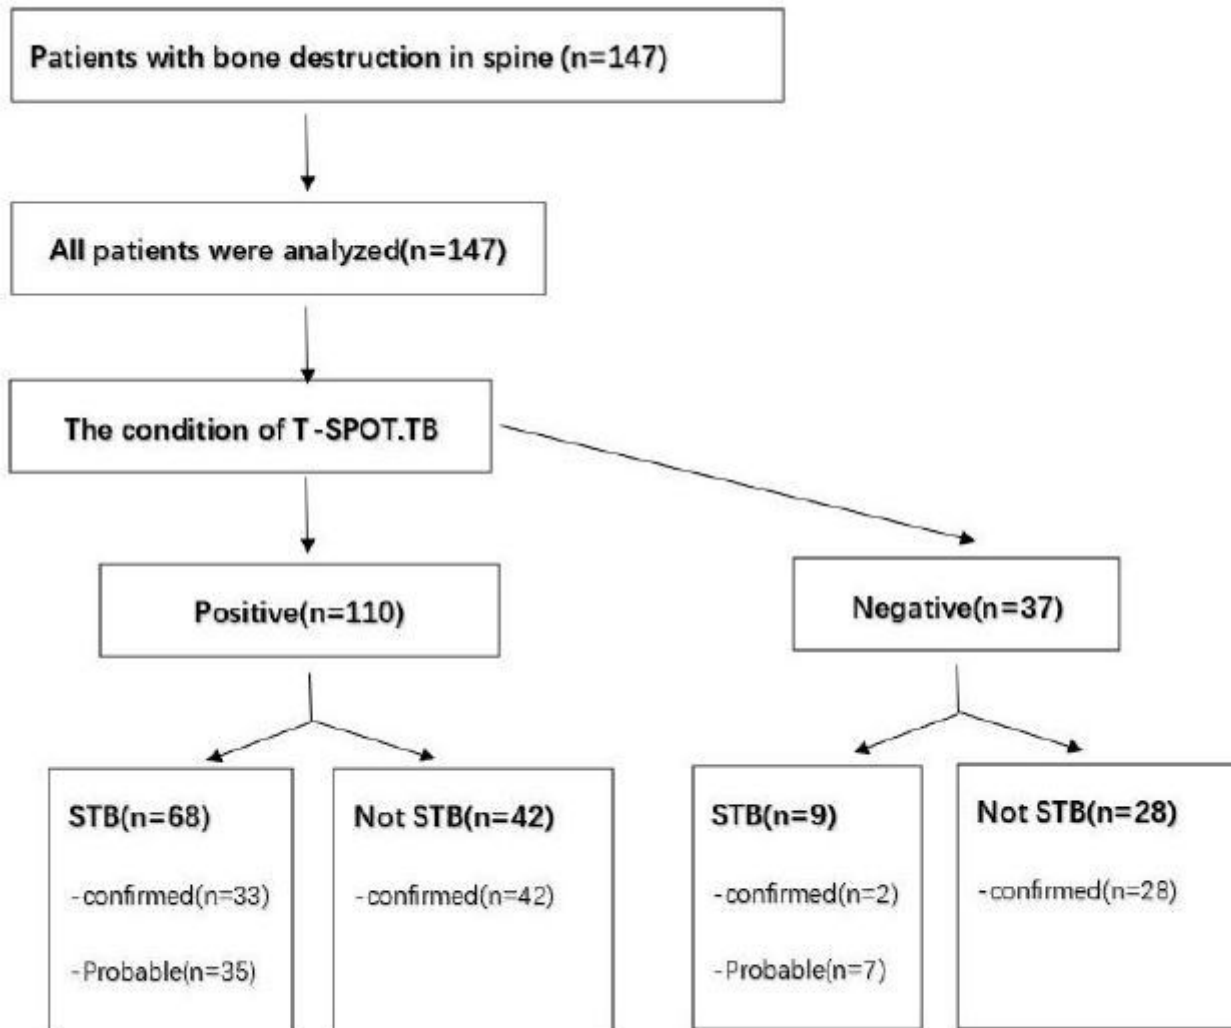 Patients with bone destruction in spine (n=147)
All patients were analyzed(n=147)
The condition of T-SPOT.TB
Positive(n=110)
Negative(n=37)
STB(n=68)
-confirmed(n=33)
-Probable(n=35)
Not STB(n=42)
-confirmed(n=42)
STB(n=9)
-confirmed(n=2)
-Probable(n=7)
Not STB(n=28)
-confirmed(n=28)